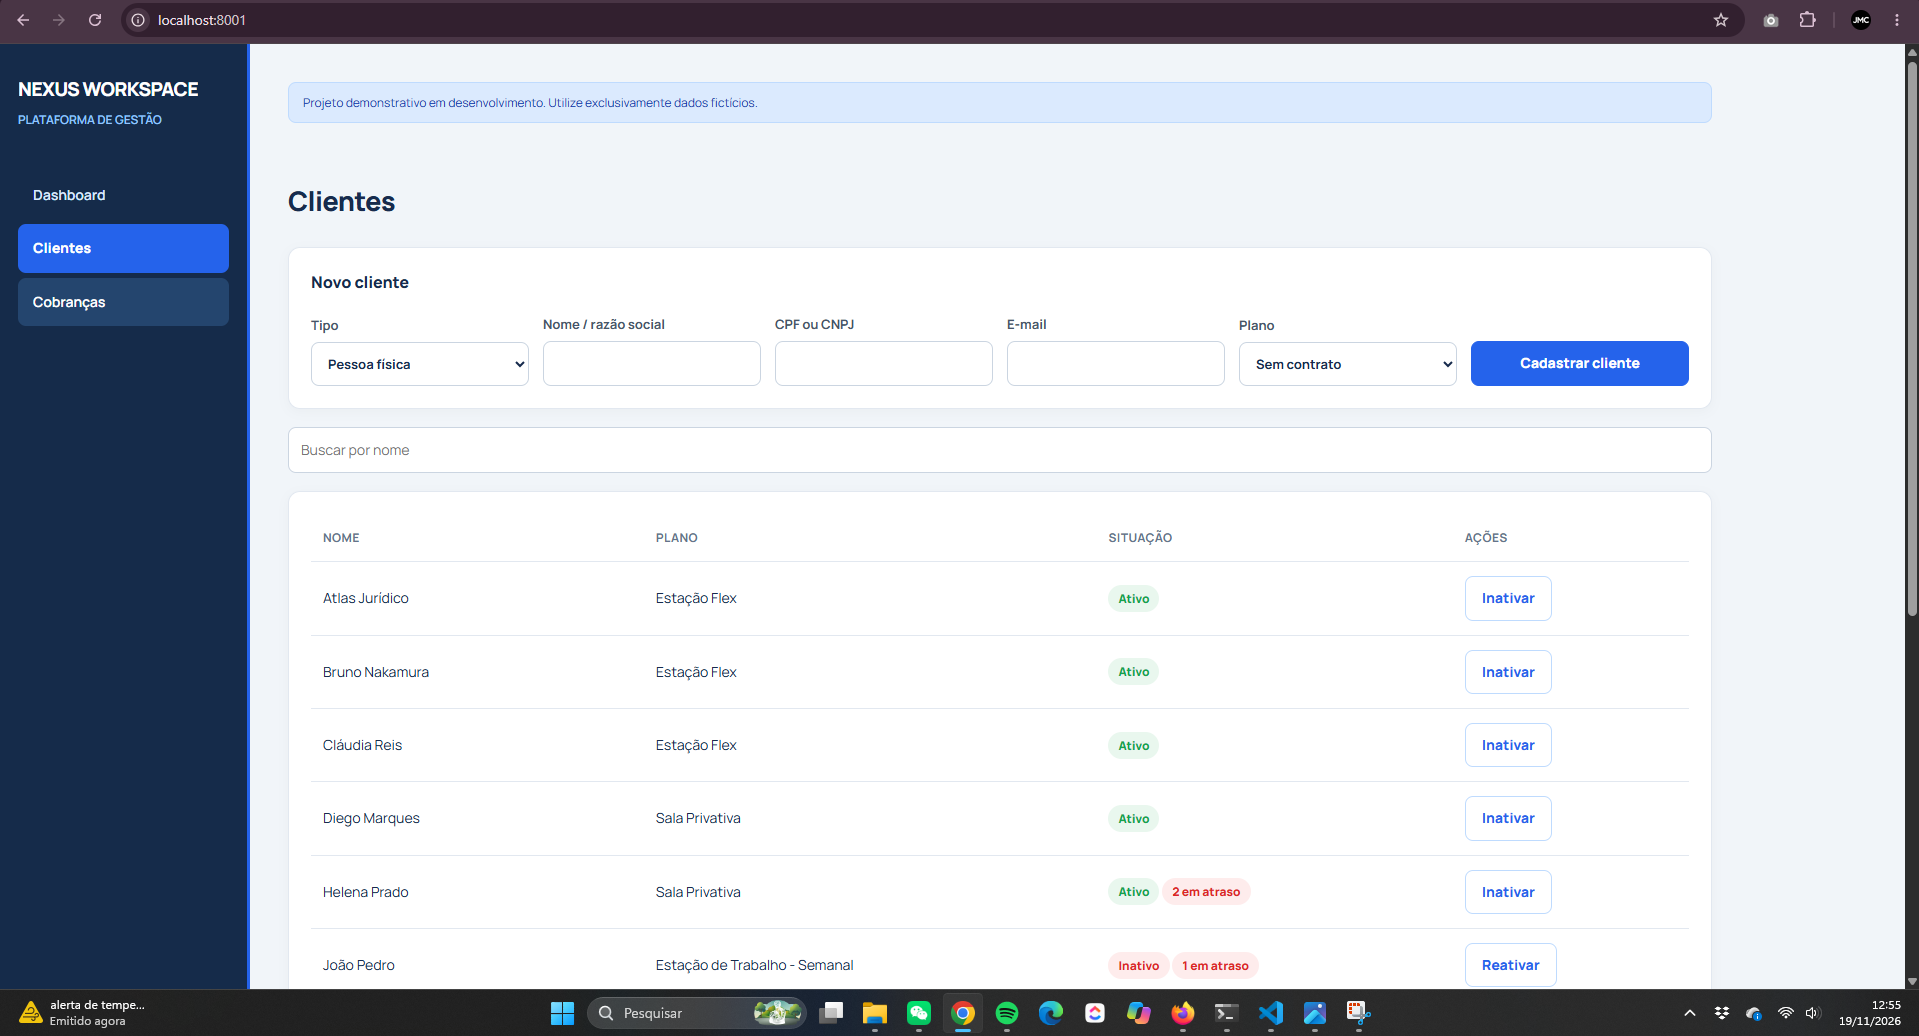 localhost:8001
JMC
NEXUS WORKSPACE
PLATAFORMA DE GESTÃO
Dashboard
Clientes
Cobranças
Projeto demonstrativo em desenvolvimento. Utilize exclusivamente dados fictícios.
Clientes
Novo cliente
Tipo
Nome / razão social
CPF ou CNPJ
E-mail
Plano
Pessoa física
Sem contrato
Cadastrar cliente
Buscar por nome
NOME PLANO SITUAÇÃO AÇÕES
Atlas Jurídico Estação Flex Ativo Inativar
Bruno Nakamura Estação Flex Ativo Inativar
Cláudia Reis Estação Flex Ativo Inativar
Diego Marques Sala Privativa Ativo Inativar
Helena Prado Sala Privativa Ativo 2 em atraso Inativar
João Pedro Estação de Trabalho - Semanal Inativo 1 em atraso Reativar
alerta de tempe...
Emitido agora
Pesquisar
12:55
19/11/2026